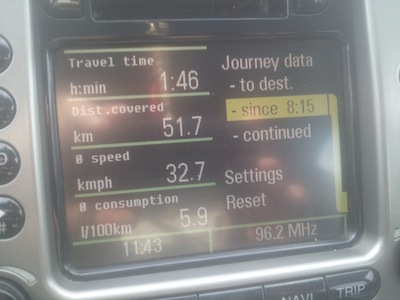 Travel time
h:min 1:46
Dist.covered
km 51.7
Ø speed
kmph 32.7
Ø consumption
l/100km 5.9
11:43
Journey data
- to dest.
- since 8:15
- continued
Settings
Reset
96.2 MHz
NAVI
TRIP
#